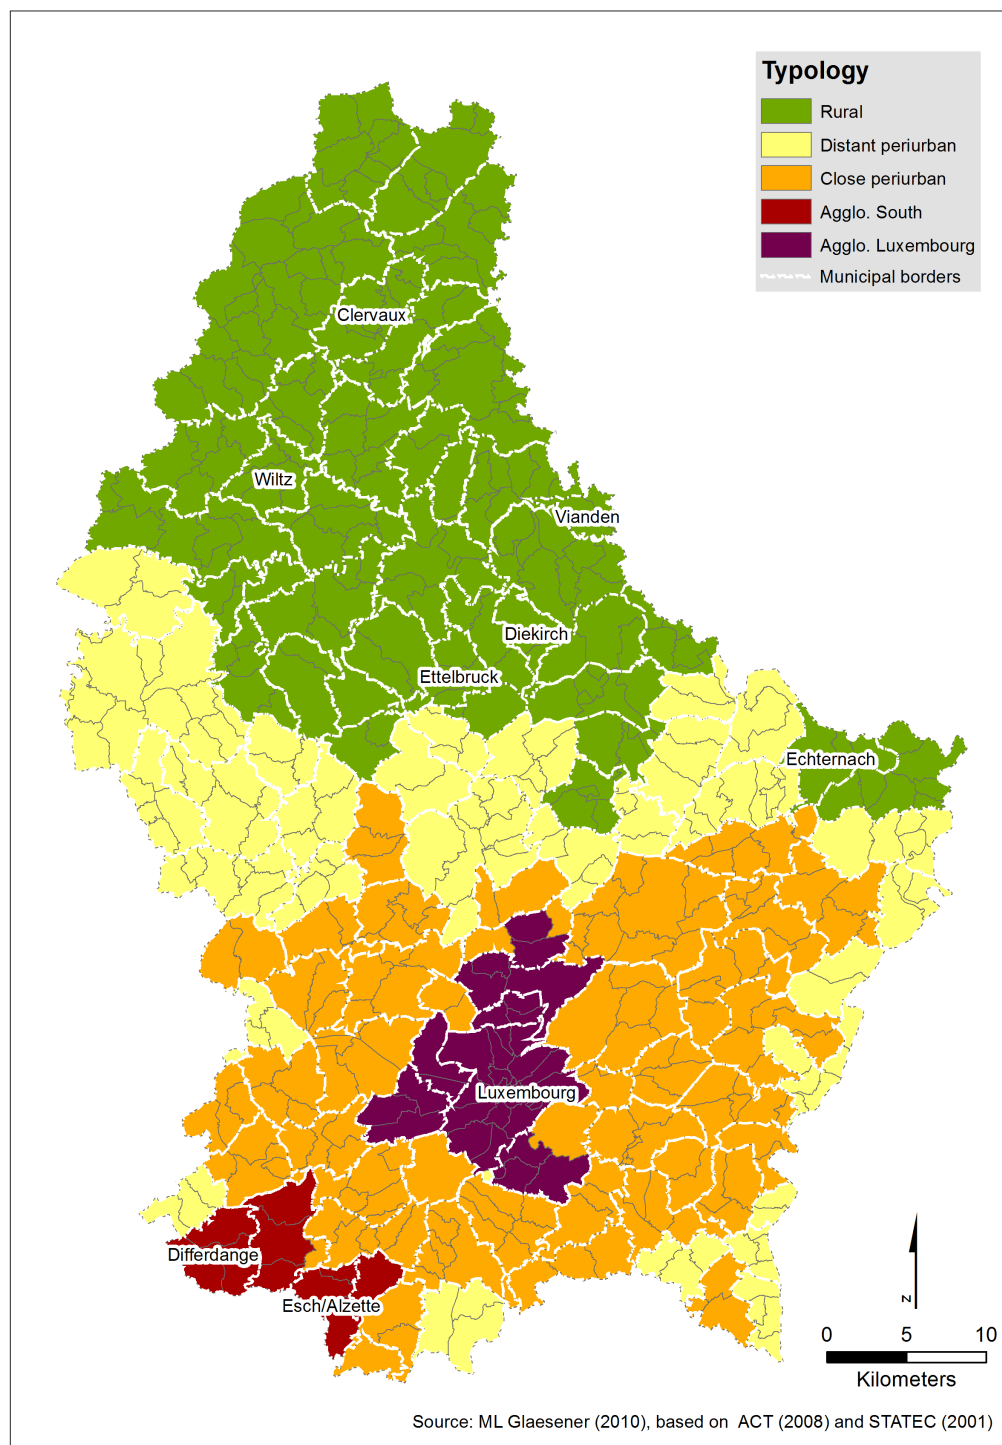 Typology
Rural
Distant periurban
Close periurban
Agglo. South
Agglo. Luxembourg
Municipal borders
Clervaux
Wiltz
Vianden
Diekirch
Ettelbruck
Echternach
Luxembourg
Differdange
Esch/Alzette
N
0 5 10
Kilometers
Source: ML Glaesener (2010), based on ACT (2008) and STATEC (2001)